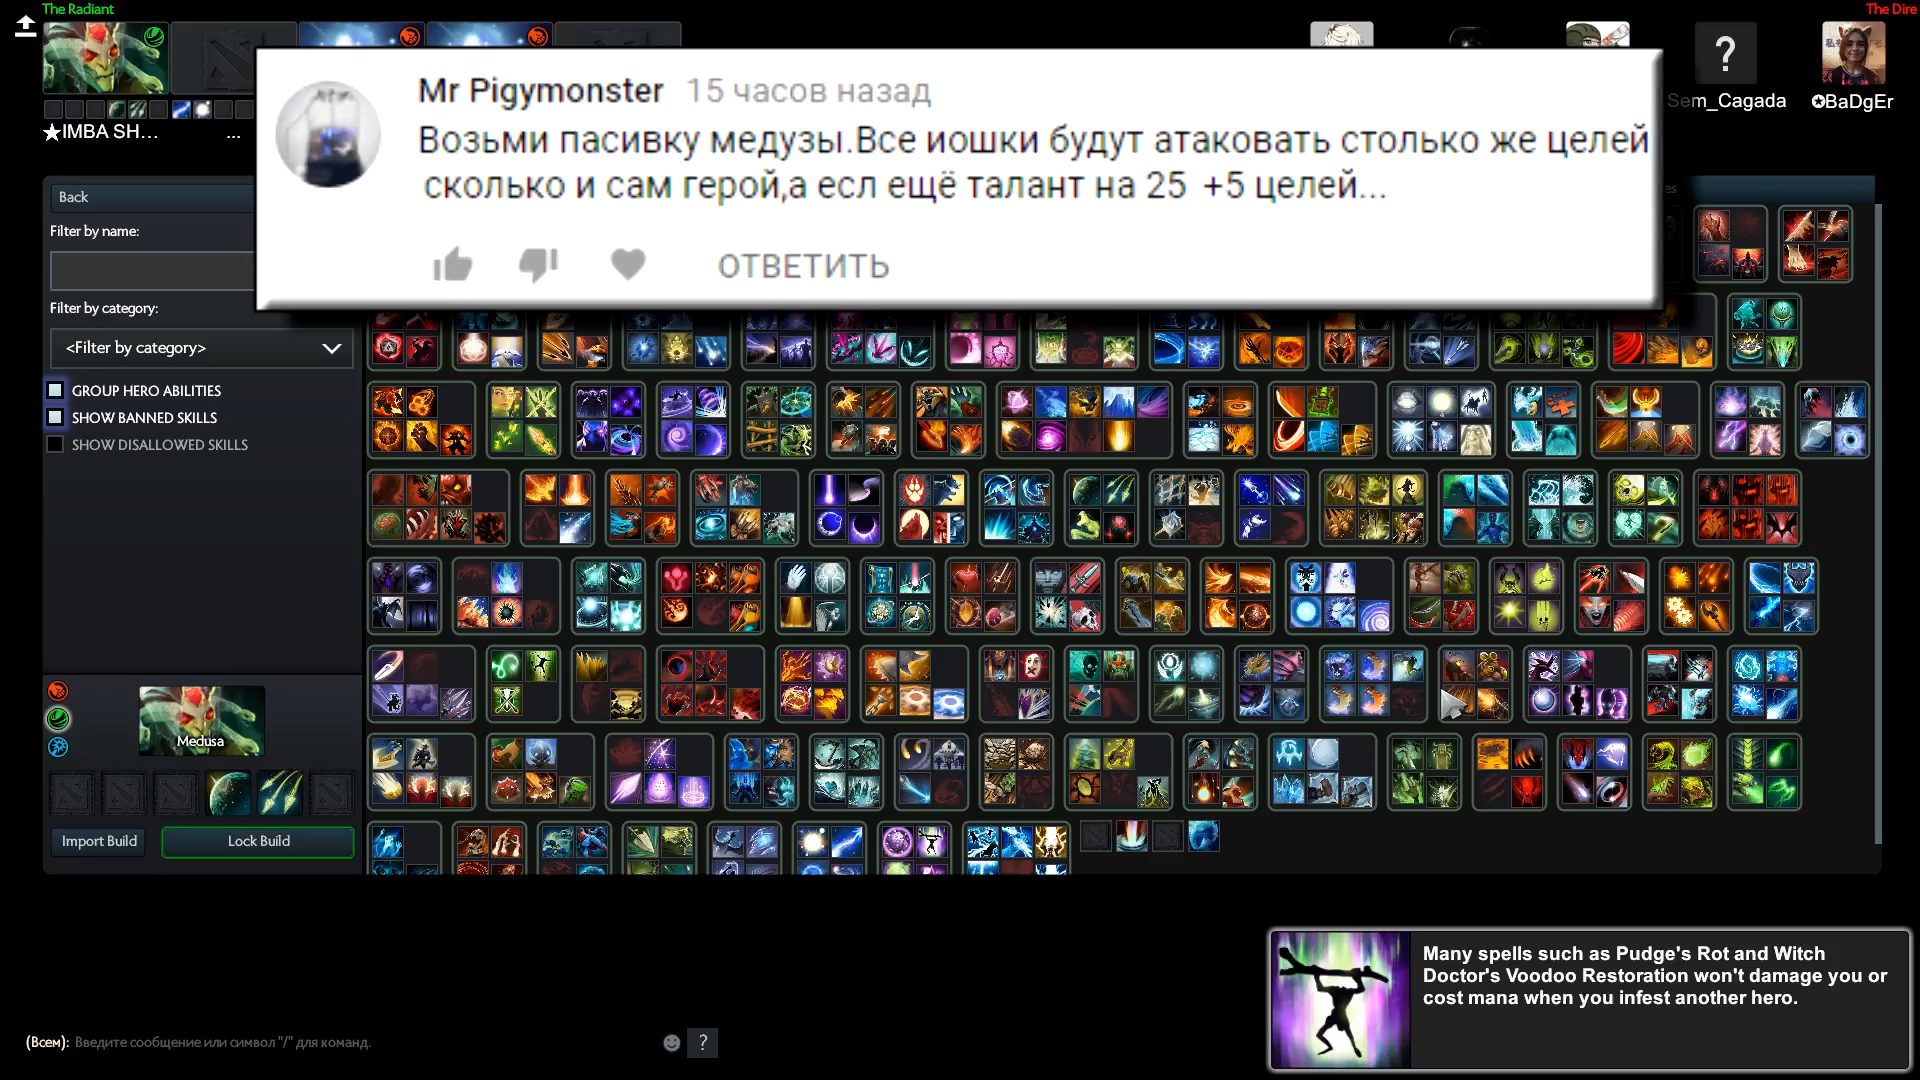 The Radiant
The Dire
Mr Pigymonster 15 часов назад
Возьми пасивку медузы.Все иошки будут атаковать столько же целей
сколько и сам герой,а есл ещё талант на 25 +5 целей...
ОТВЕТИТЬ
Sem_Cagada
✪BaDgEr
★IMBA SH...
...
Back
Filter by name:
Filter by category:
<Filter by category>
GROUP HERO ABILITIES
SHOW BANNED SKILLS
SHOW DISALLOWED SKILLS
Medusa
Import Build
Lock Build
Many spells such as Pudge's Rot and Witch
Doctor's Voodoo Restoration won't damage you or
cost mana when you infest another hero.
(Всем): Введите сообщение или символ "/" для команд.
?
?